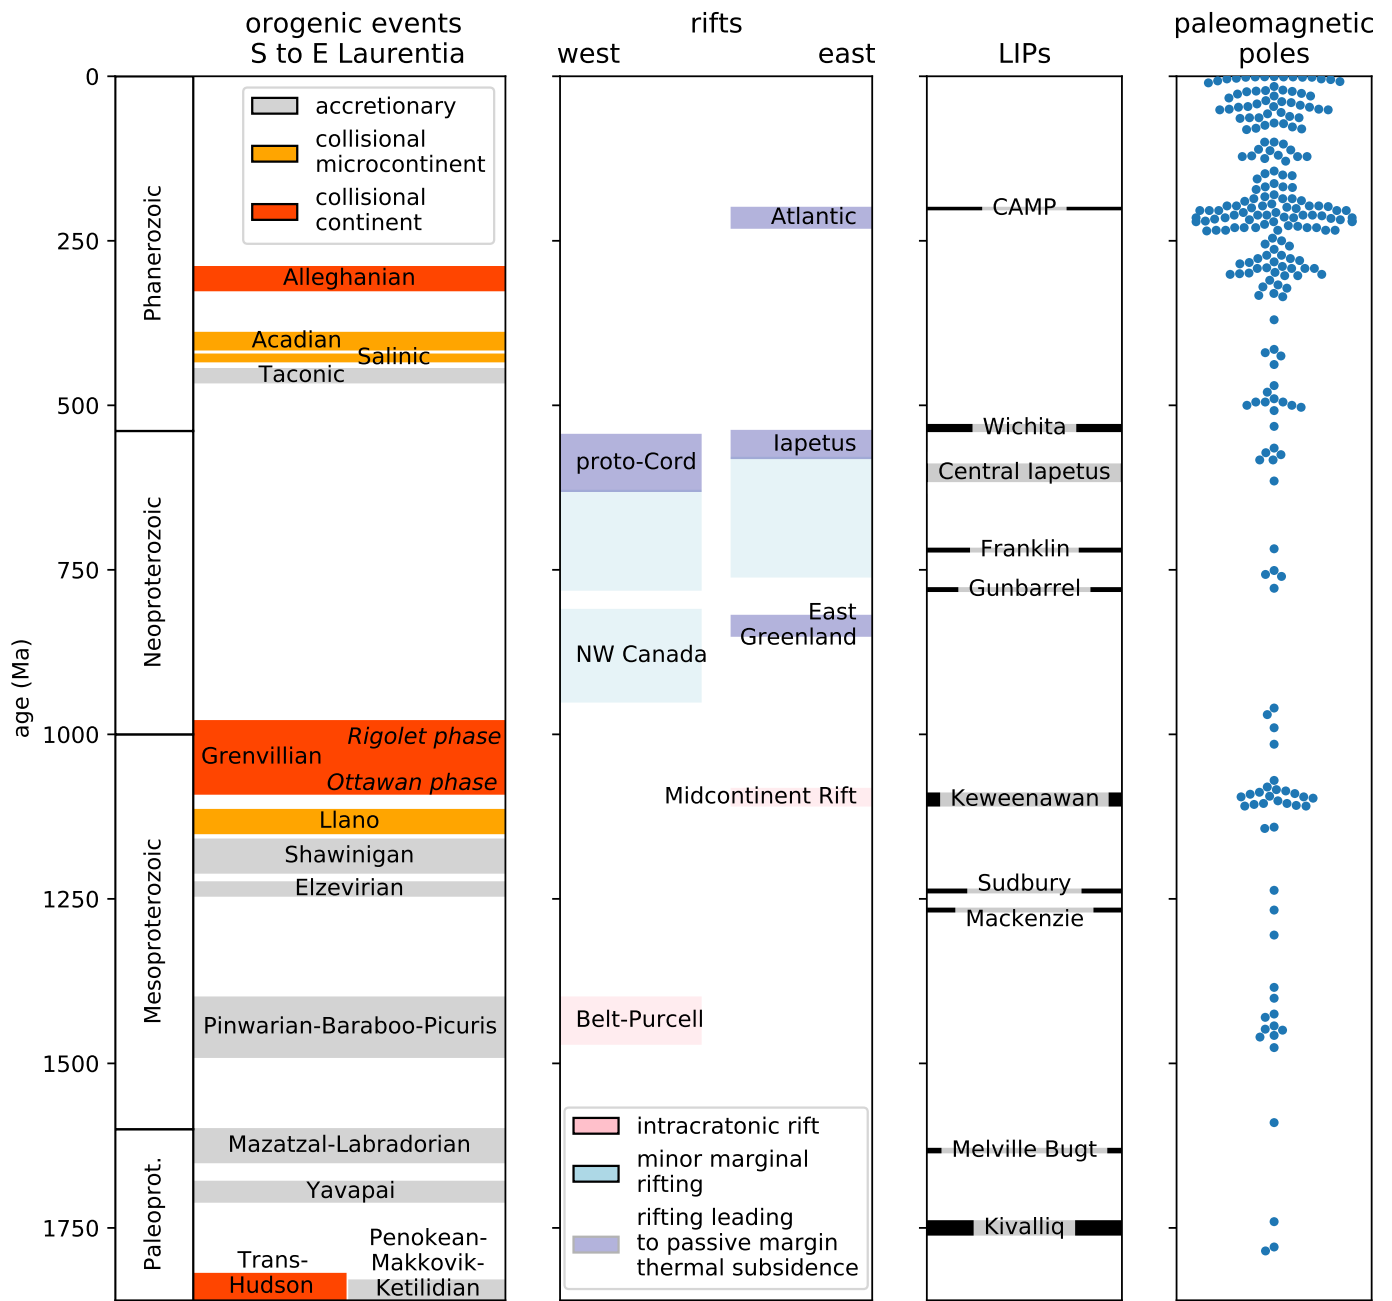 orogenic events
S to E Laurentia
rifts
west
east
LIPs
paleomagnetic
poles
age (Ma)
0
250
500
750
1000
1250
1500
1750
Phanerozoic
Neoproterozoic
Mesoproterozoic
Paleoprot.
accretionary
collisional
microcontinent
collisional
continent
Alleghanian
Acadian
Salinic
Taconic
Rigolet phase
Grenvillian
Ottawan phase
Llano
Shawinigan
Elzevirian
Pinwarian-Baraboo-Picuris
Mazatzal-Labradorian
Yavapai
Trans-
Hudson
Penokean-
Makkovik-
Ketilidian
Atlantic
Iapetus
proto-Cord
East
Greenland
NW Canada
Midcontinent Rift
Belt-Purcell
intracratonic rift
minor marginal
rifting
rifting leading
to passive margin
thermal subsidence
CAMP
Wichita
Central Iapetus
Franklin
Gunbarrel
Keweenawan
Sudbury
Mackenzie
Melville Bugt
Kivalliq